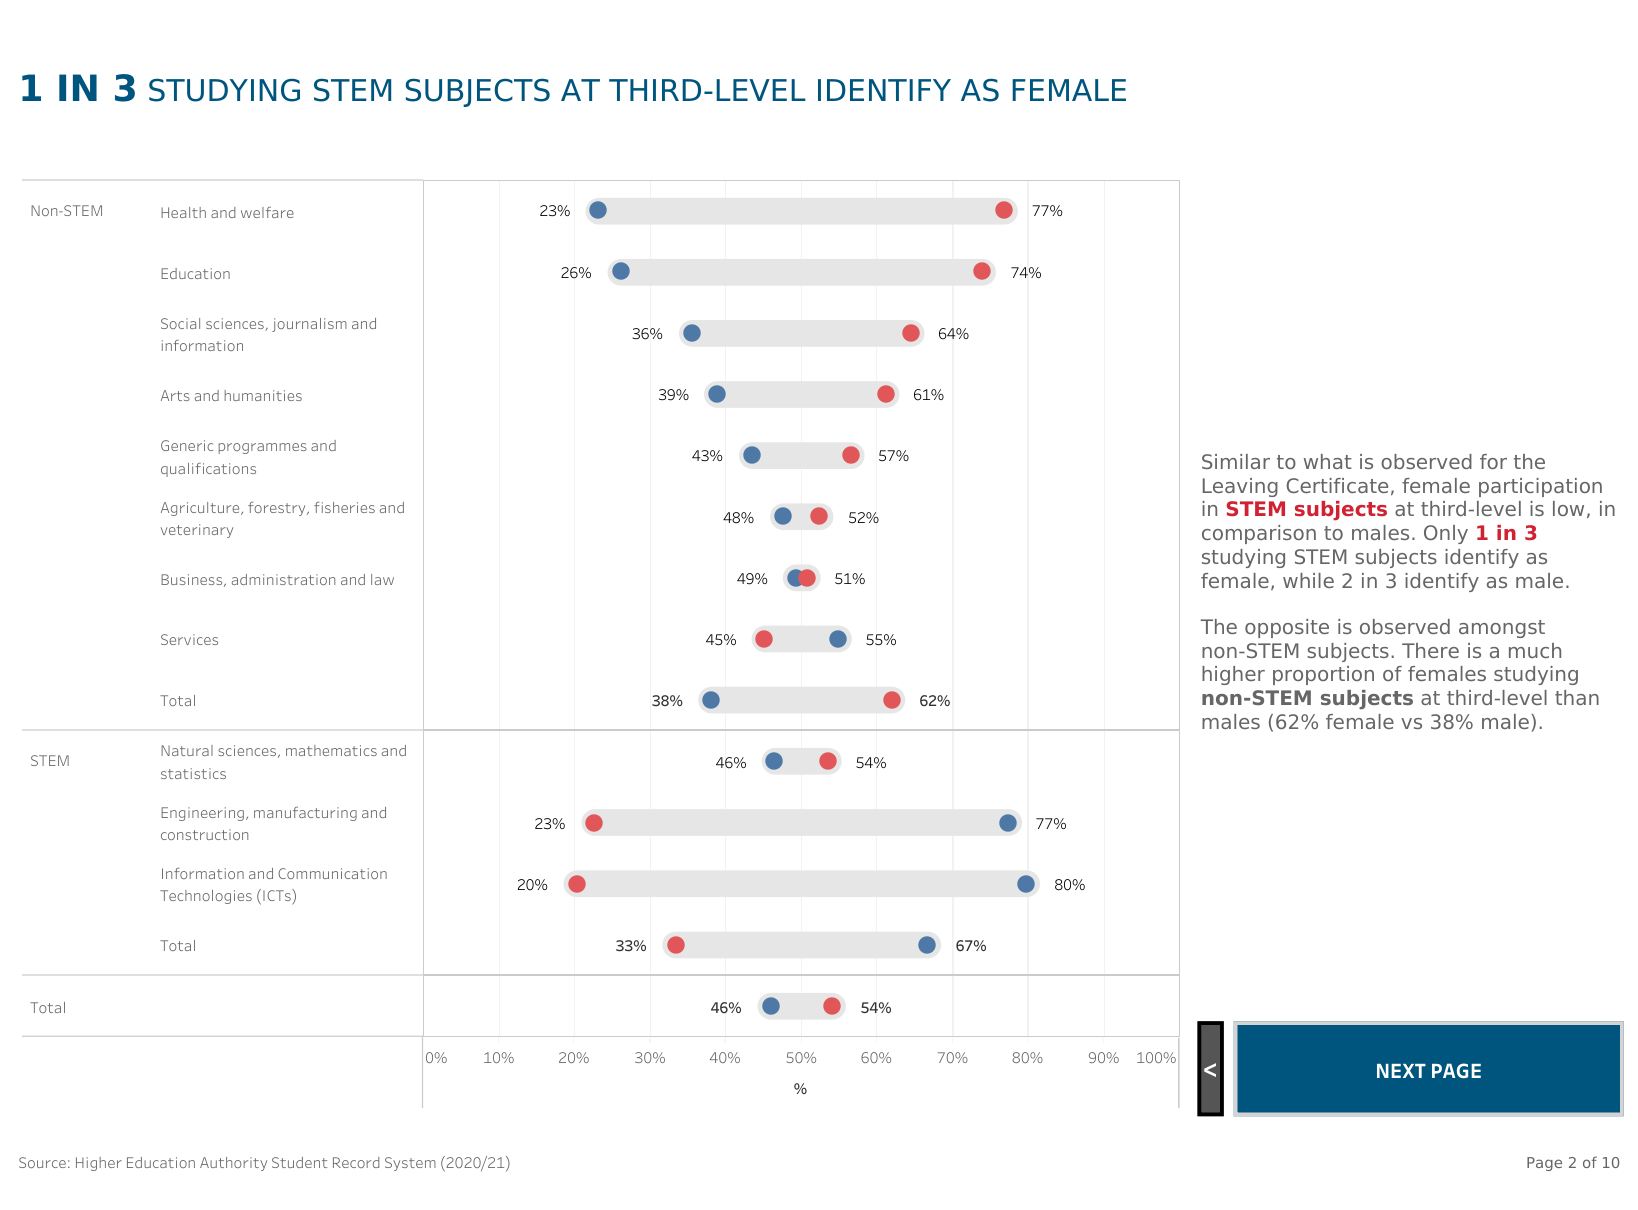 1 IN 3 STUDYING STEM SUBJECTS AT THIRD-LEVEL IDENTIFY AS FEMALE
Non-STEM
Health and welfare
23%
77%
Education
26%
74%
Social sciences, journalism and
information
36%
64%
Arts and humanities
39%
61%
Generic programmes and
qualifications
43%
57%
Agriculture, forestry, fisheries and
veterinary
48%
52%
Business, administration and law
49%
51%
Services
45%
55%
Total
38%
62%
STEM
Natural sciences, mathematics and
statistics
46%
54%
Engineering, manufacturing and
construction
23%
77%
Information and Communication
Technologies (ICTs)
20%
80%
Total
33%
67%
Total
46%
54%
0% 10% 20% 30% 40% 50% 60% 70% 80% 90% 100%
%
Similar to what is observed for the
Leaving Certificate, female participation
in STEM subjects at third-level is low, in
comparison to males. Only 1 in 3
studying STEM subjects identify as
female, while 2 in 3 identify as male.
The opposite is observed amongst
non-STEM subjects. There is a much
higher proportion of females studying
non-STEM subjects at third-level than
males (62% female vs 38% male).
<
NEXT PAGE
Source: Higher Education Authority Student Record System (2020/21)
Page 2 of 10